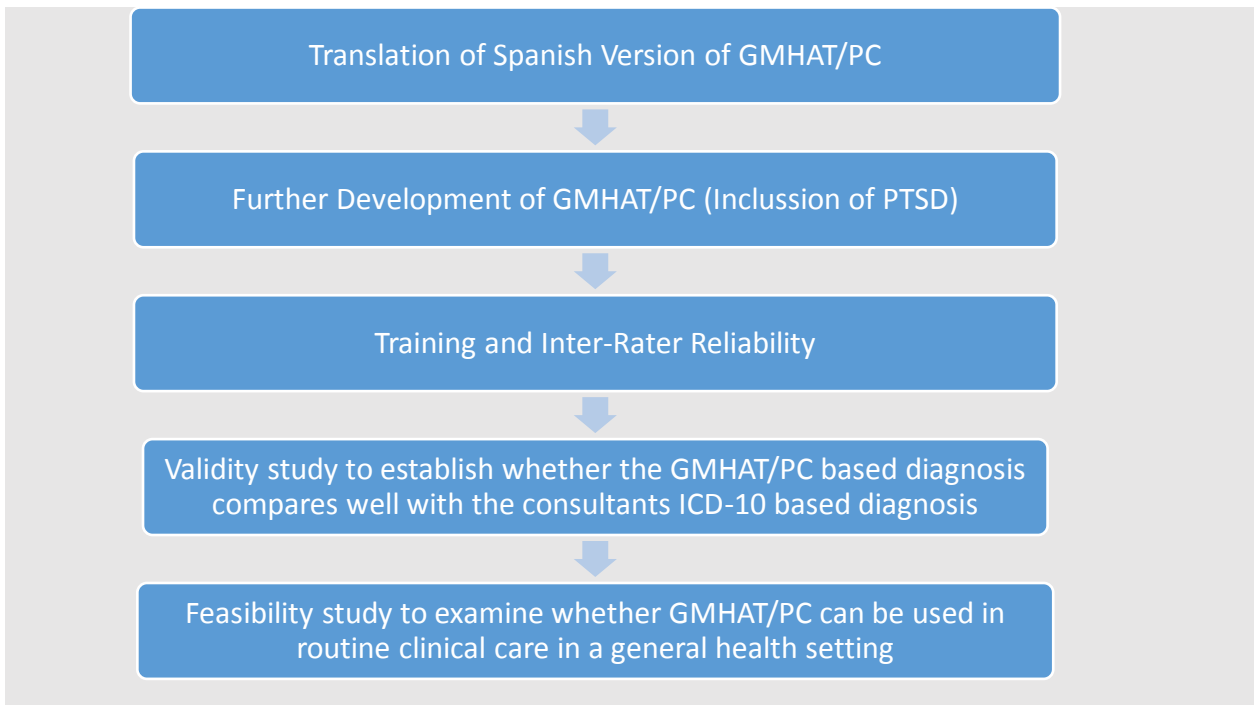 Translation of Spanish Version of GMHAT/PC
Further Development of GMHAT/PC (Inclussion of PTSD)
Training and Inter-Rater Reliability
Validity study to establish whether the GMHAT/PC based diagnosis
compares well with the consultants ICD-10 based diagnosis
Feasibility study to examine whether GMHAT/PC can be used in
routine clinical care in a general health setting